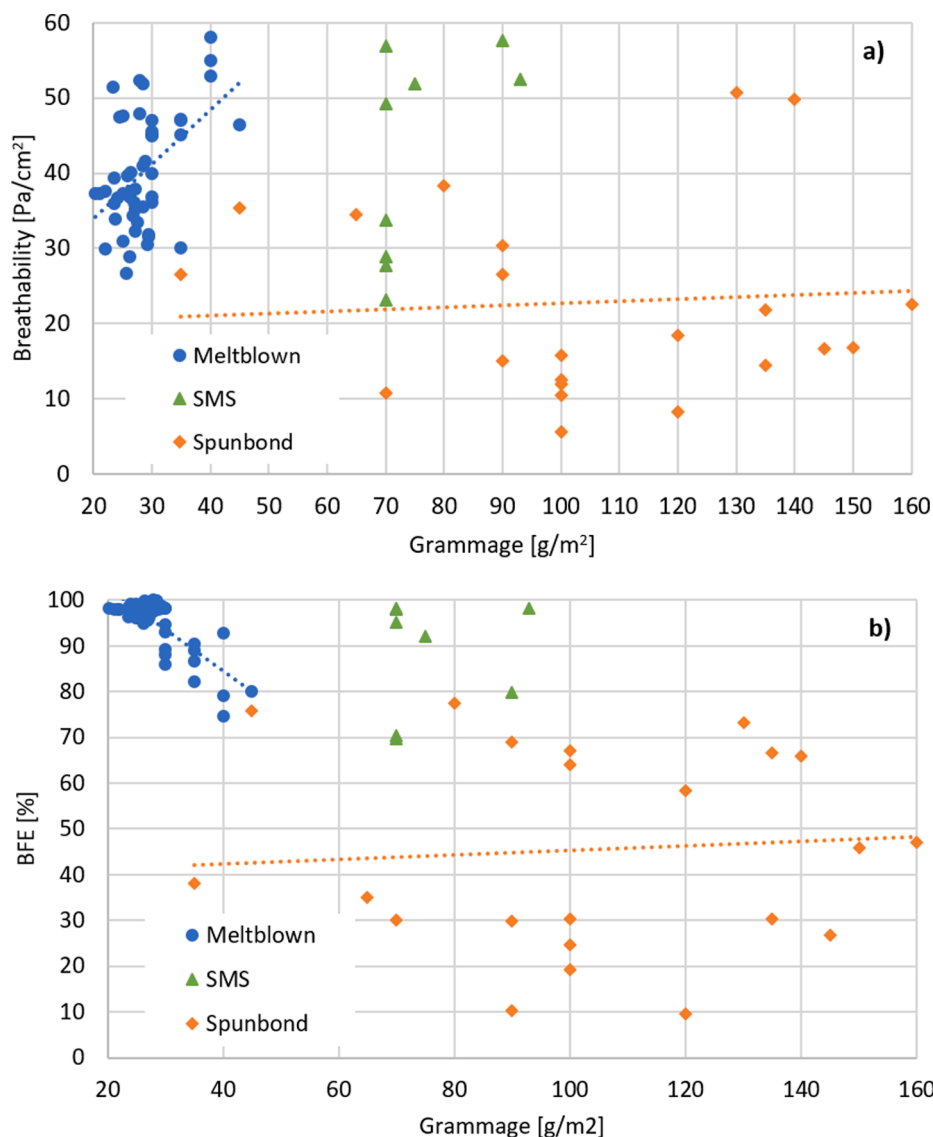 60
a)
50
40
30
20
10
0
Breathability [Pa/cm²]
Meltblown
SMS
Spunbond
20 30 40 50 60 70 80 90 100 110 120 130 140 150 160
Grammage [g/m²]
100
b)
90
80
70
60
50
40
30
20
10
0
BFE [%]
Meltblown
SMS
Spunbond
20 40 60 80 100 120 140 160
Grammage [g/m2]